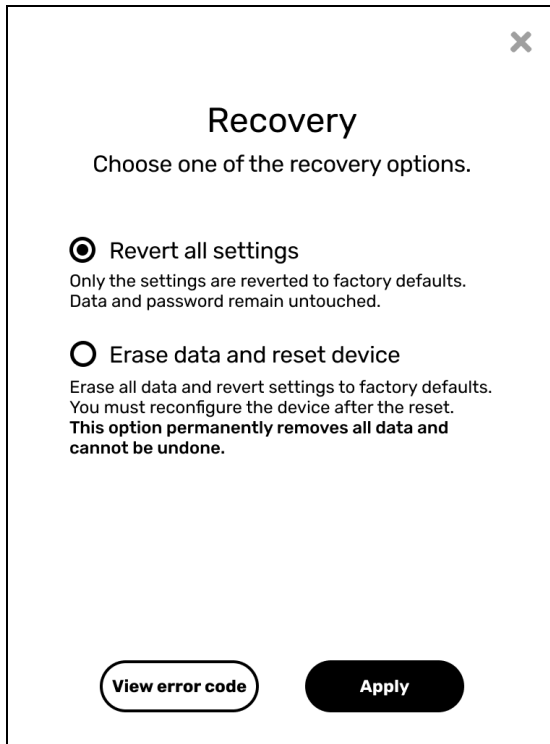 Recovery
Choose one of the recovery options.
Revert all settings
Only the settings are reverted to factory defaults.
Data and password remain untouched.
Erase data and reset device
Erase all data and revert settings to factory defaults.
You must reconfigure the device after the reset.
This option permanently removes all data and
cannot be undone.
View error code
Apply